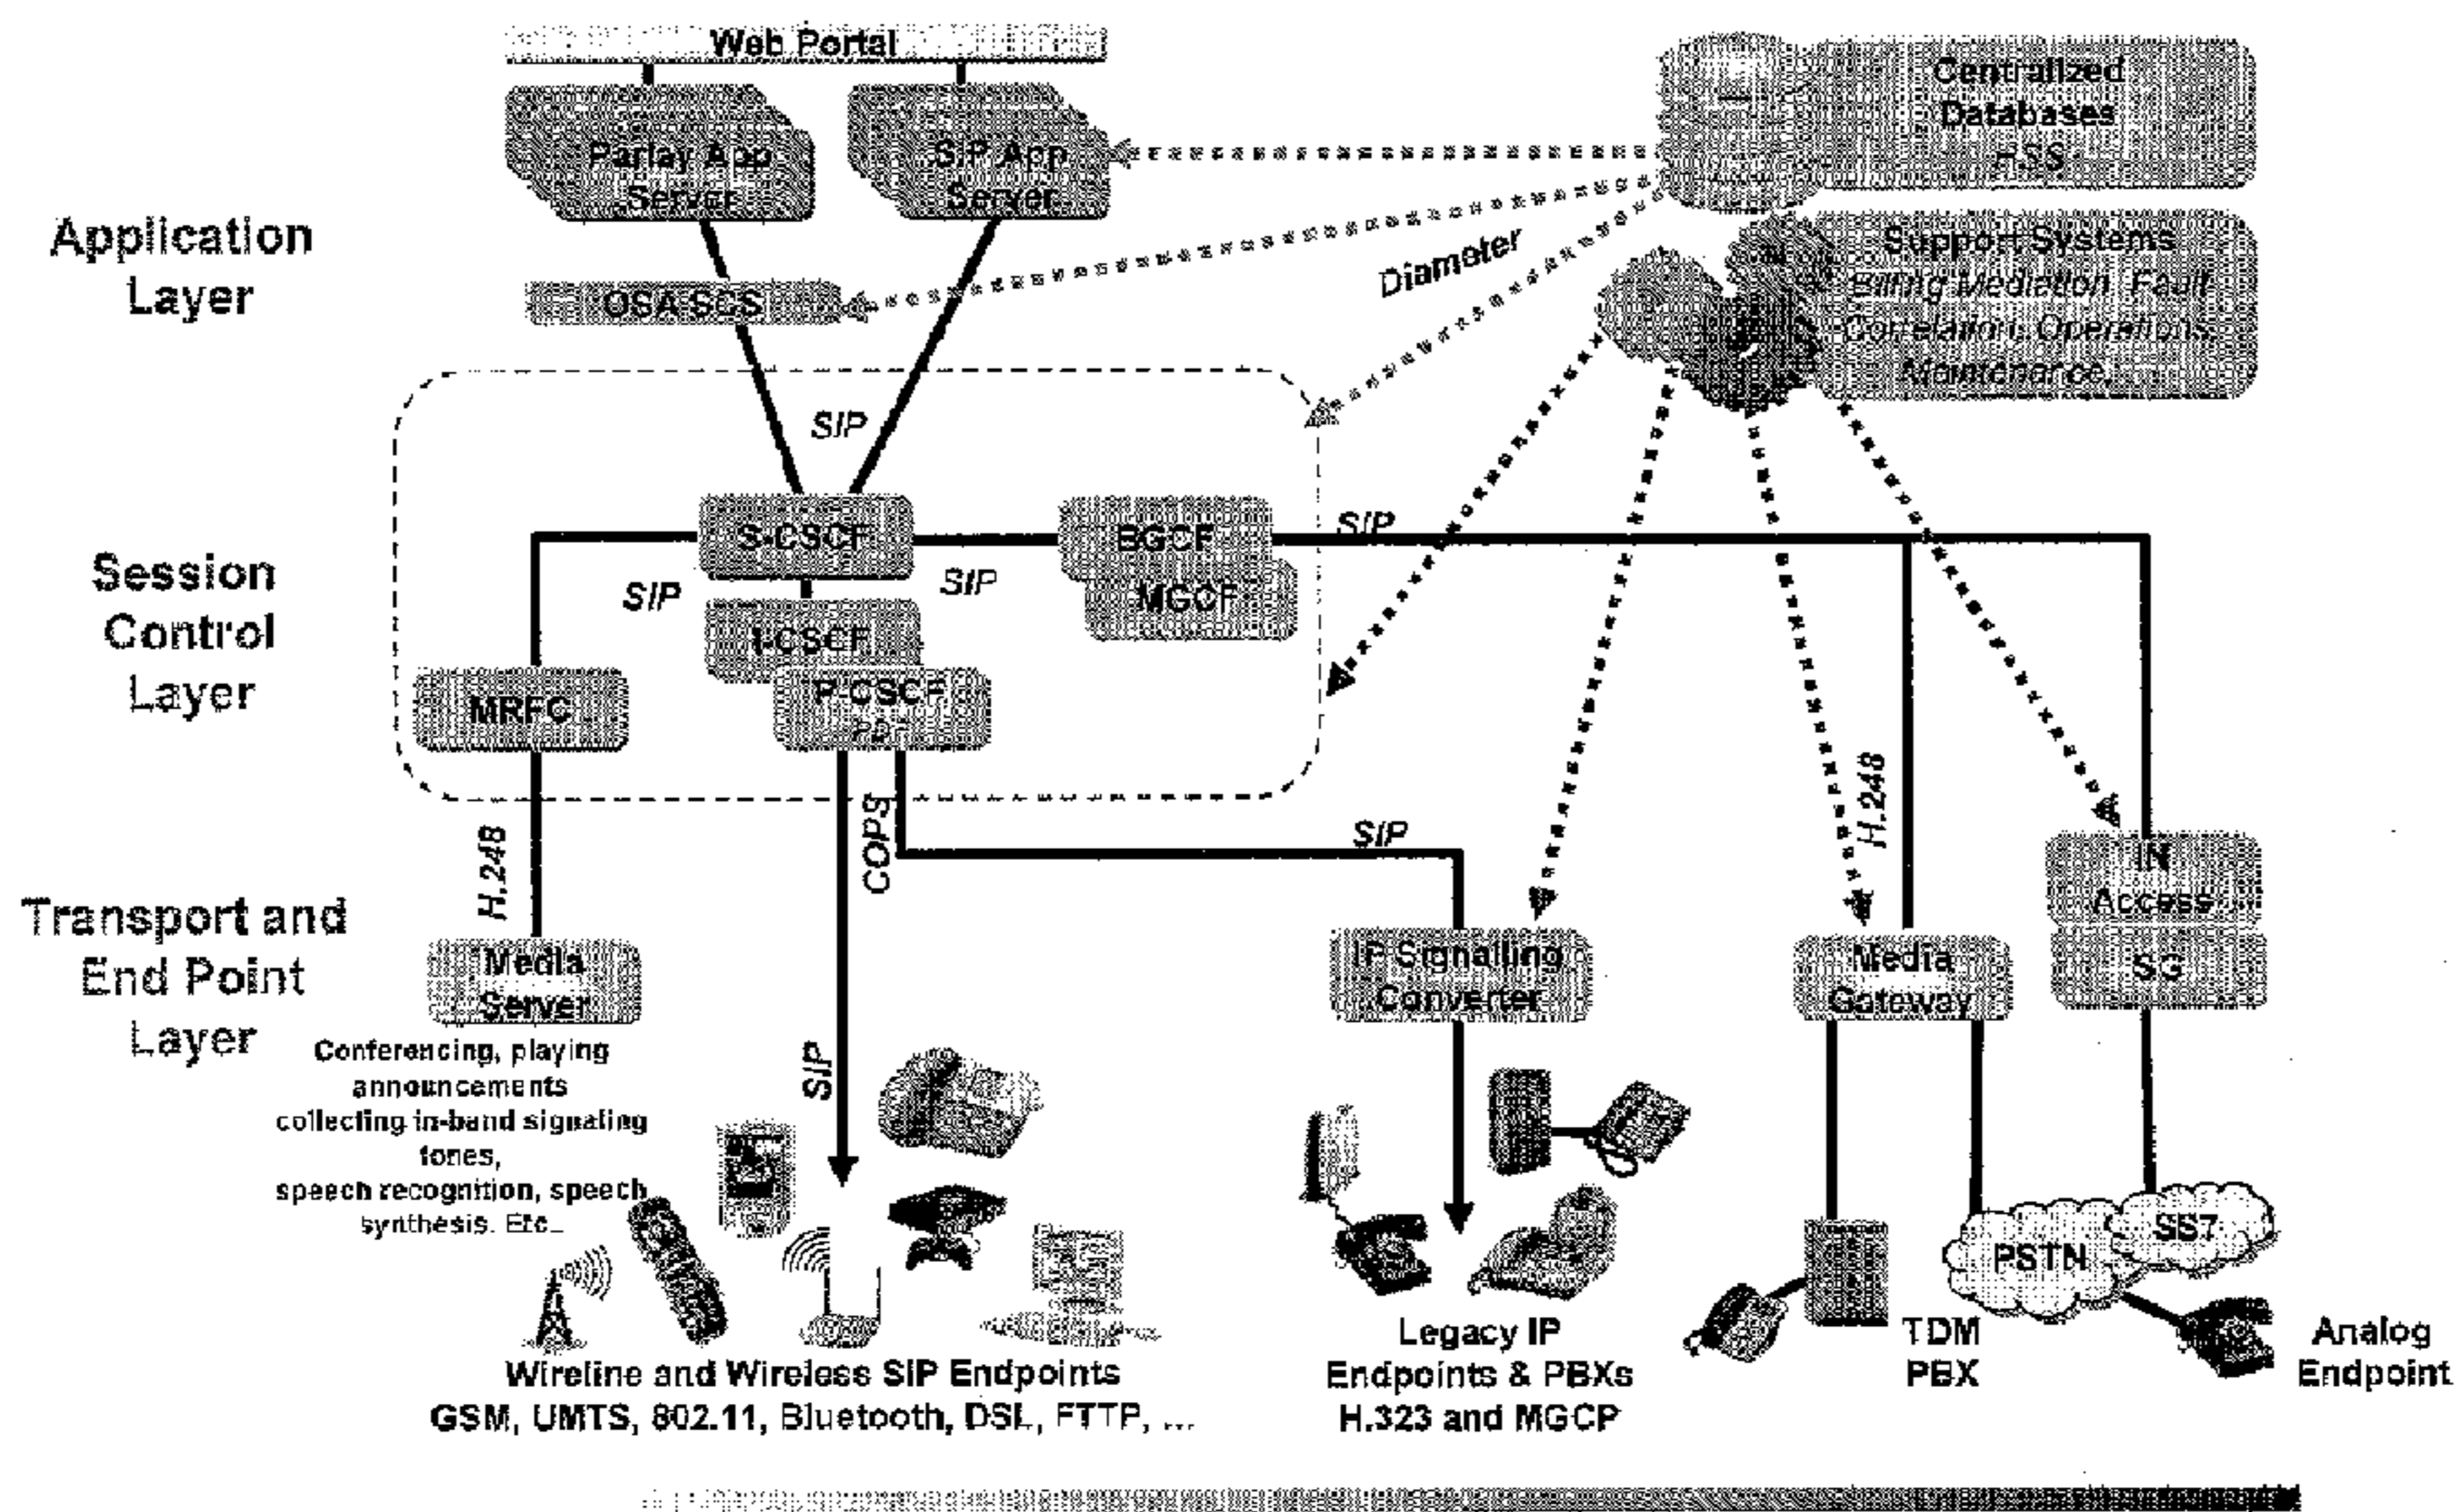 Web Portal
Parlay App
Server
SIP App
Server
Centralized
Databases
HSS
Application
Layer
OSA SCS
Diameter
Support Systems
Billing Mediation, Fault
Correlation, Operations,
Maintenance,
SIP
S-CSCF
BGCF
SIP
Session
Control
Layer
SIP
SIP
MGCF
I-CSCF
MRFC
P-CSCF
PDF
H.248
COPS
SIP
H.248
IN
Access
SG
Transport and
End Point
Layer
Media
Server
IP Signalling
Converter
Media
Gateway
Conferencing, playing
announcements
collecting in-band signaling
tones,
speech recognition, speech
synthesis. Etc..
SIP
PSTN
SS7
Wireline and Wireless SIP Endpoints
GSM, UMTS, 802.11, Bluetooth, DSL, FTTP, ...
Legacy IP
Endpoints & PBXs
H.323 and MGCP
TDM
PBX
Analog
Endpoint